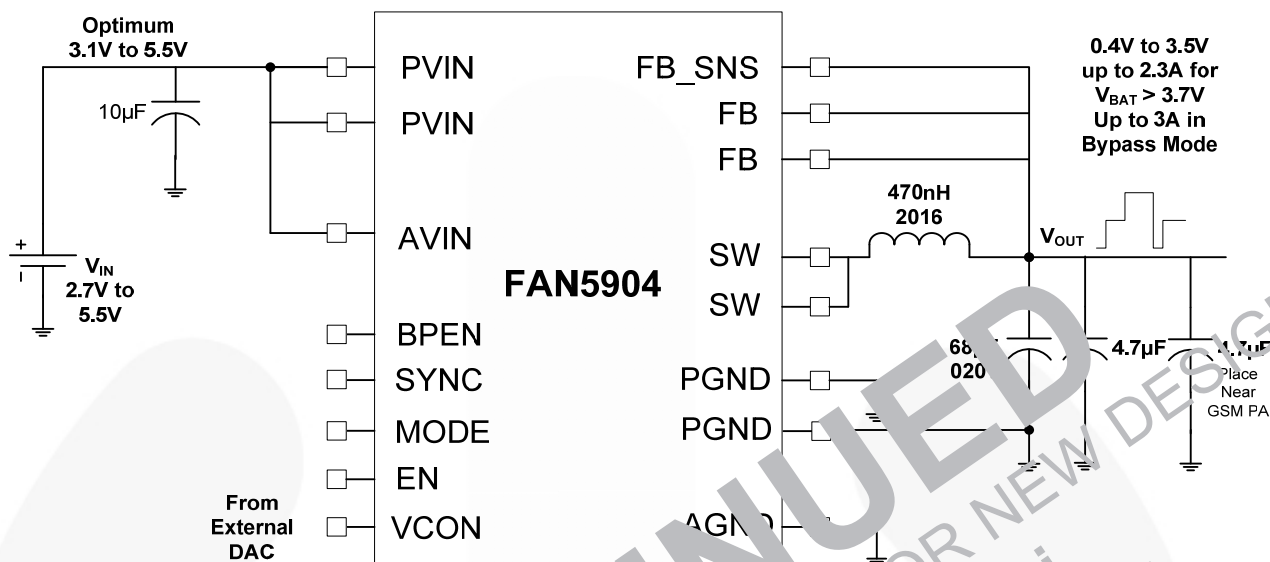 Optimum
3.1V to 5.5V
10µF
+
–
VIN
2.7V to
5.5V
PVIN
PVIN
AVIN
BPEN
SYNC
MODE
EN
VCON
From
External
DAC
FAN5904
FB_SNS
FB
FB
SW
SW
PGND
PGND
AGND
470nH
2016
VOUT
0.4V to 3.5V
up to 2.3A for
VBAT > 3.7V
Up to 3A in
Bypass Mode
4.7µF
4.7µF
Place
Near
GSM PA